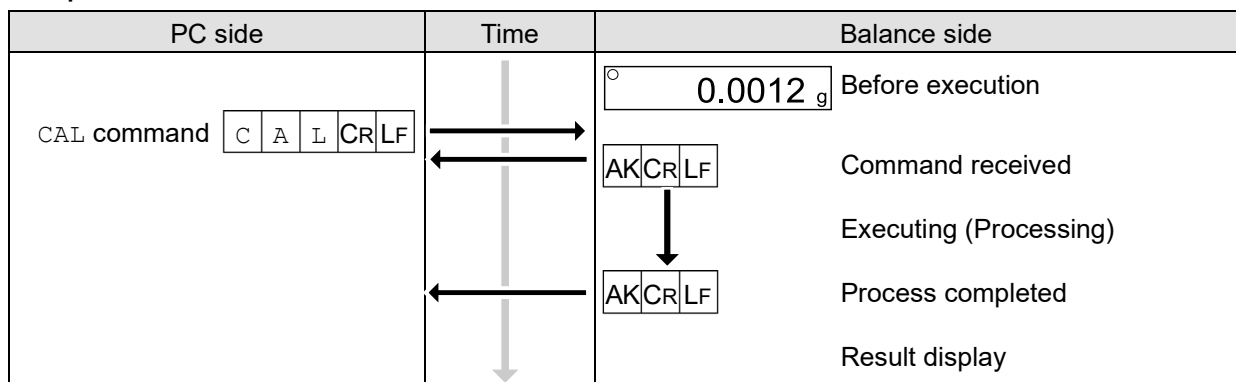 PC side Time Balance side
0.0012 g Before execution
CAL command C A L CR LF
AK CR LF Command received
Executing (Processing)
AK CR LF Process completed
Result display